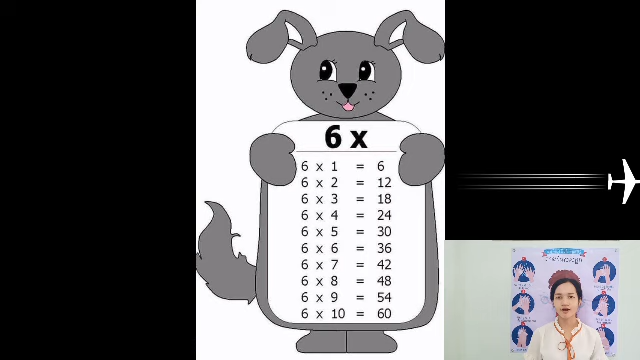 6 x
6 x 1 = 6
6 x 2 = 12
6 x 3 = 18
6 x 4 = 24
6 x 5 = 30
6 x 6 = 36
6 x 7 = 42
6 x 8 = 48
6 x 9 = 54
6 x 10 = 60